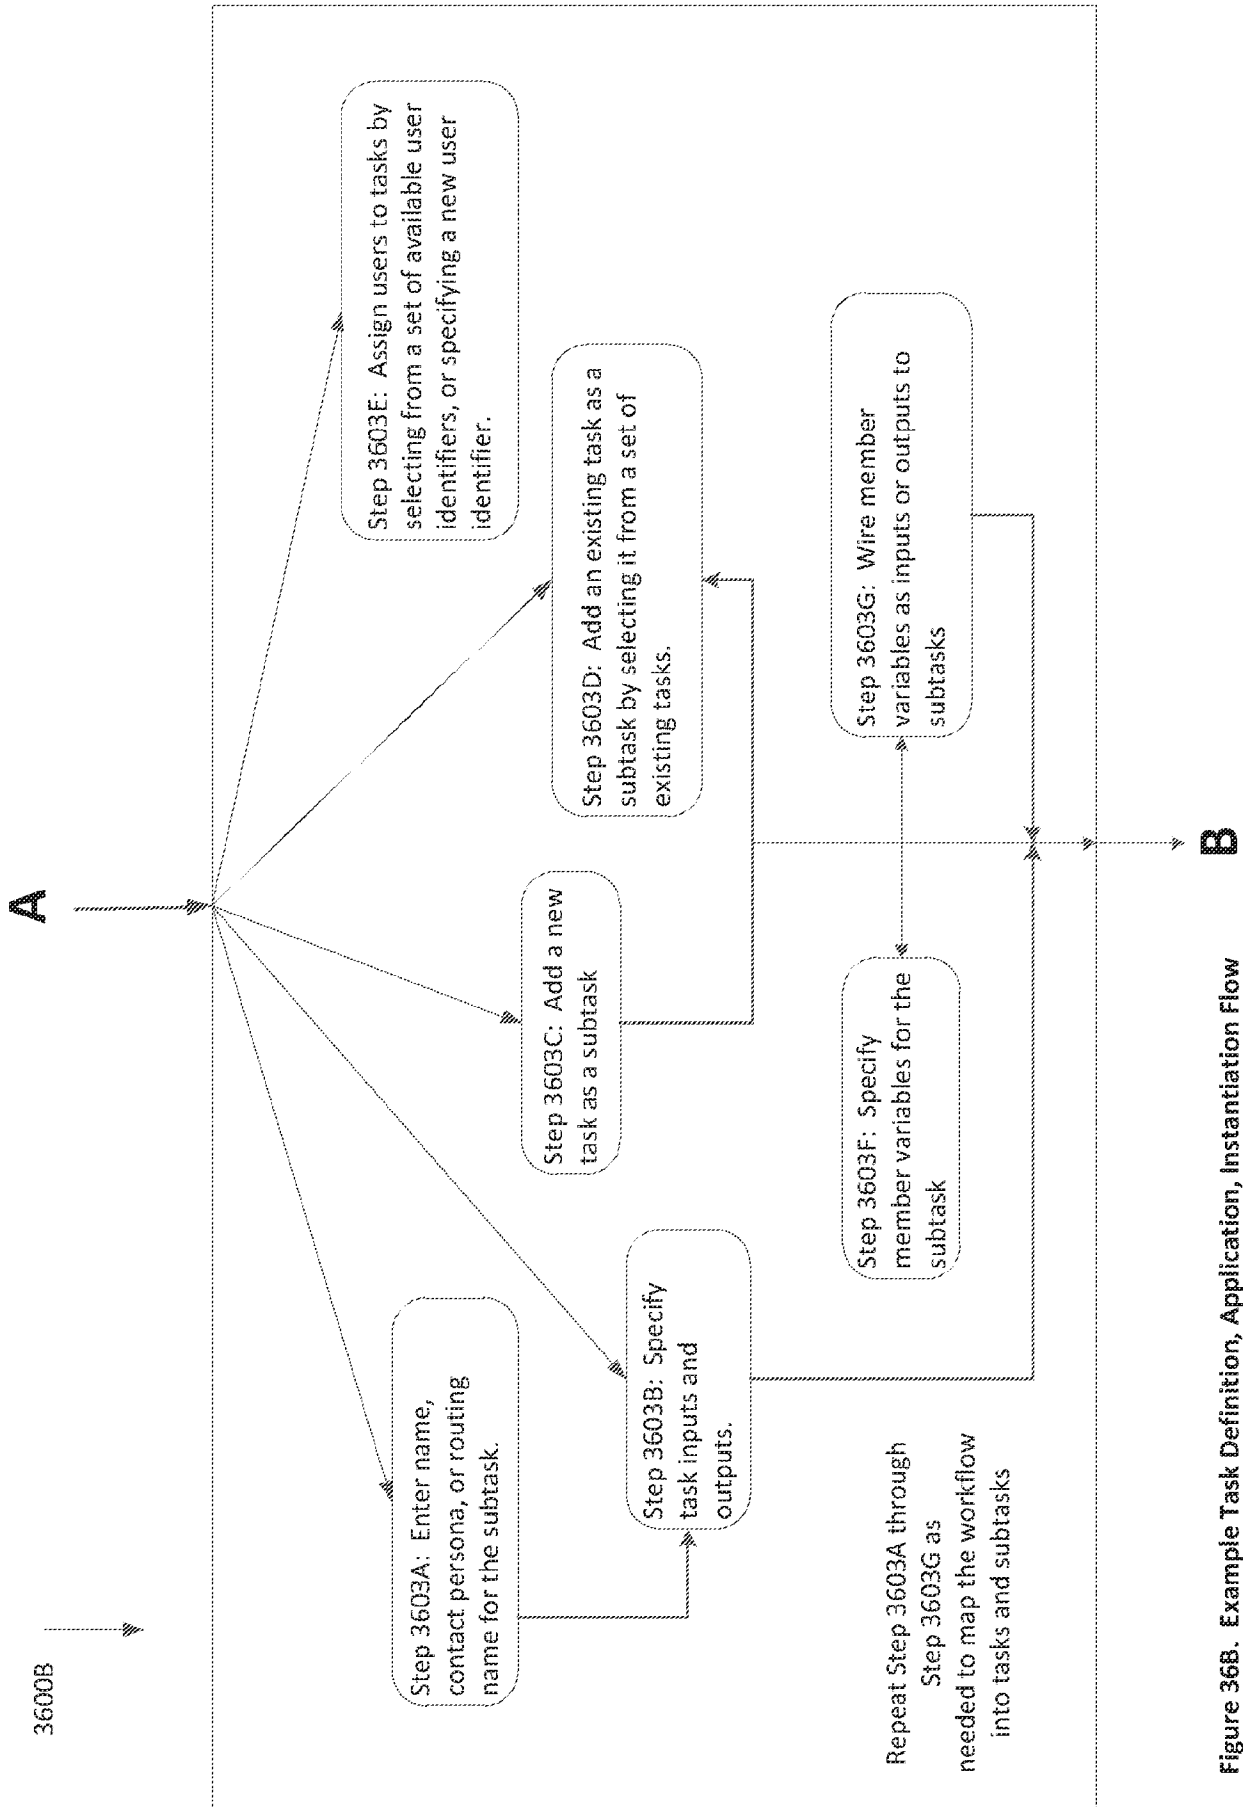 3600B
A
Step 3603A: Enter name,
contact persona, or routing
name for the subtask.
Step 3603B: Specify
task inputs and
outputs.
Step 3603C: Add a new
task as a subtask
Step 3603D: Add an existing task as a
subtask by selecting it from a set of
existing tasks.
Step 3603E: Assign users to tasks by
selecting from a set of available user
identifiers, or specifying a new user
identifier.
Step 3603F: Specify
member variables for the
subtask
Step 3603G: Wire member
variables as inputs or outputs to
subtasks
Repeat Step 3603A through
Step 3603G as
needed to map the workflow
into tasks and subtasks
B
Figure 36B. Example Task Definition, Application, Instantiation Flow